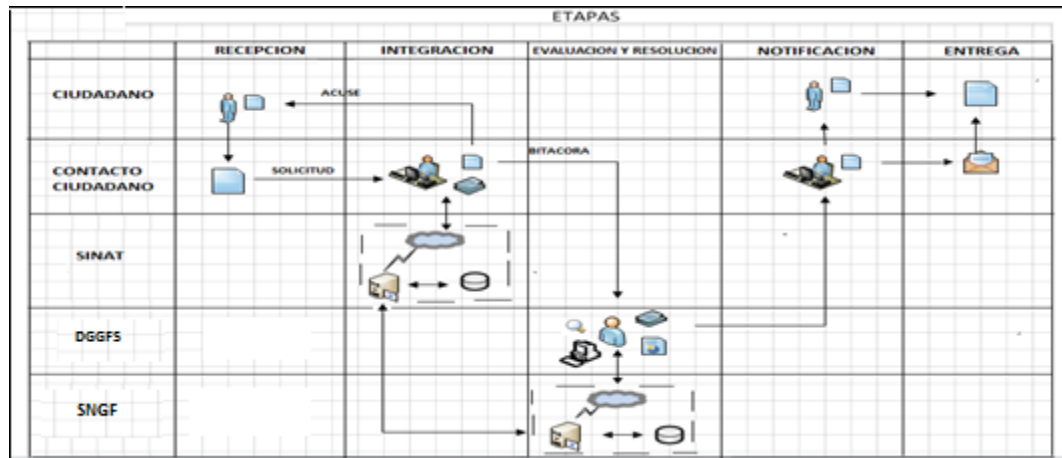 ETAPAS
RECEPCION INTEGRACION EVALUACION Y RESOLUCION NOTIFICACION ENTREGA
CIUDADANO
ACUSE
CONTACTO
CIUDADANO
SOLICITUD
BITACORA
SINAT
DGGFS
SNGF